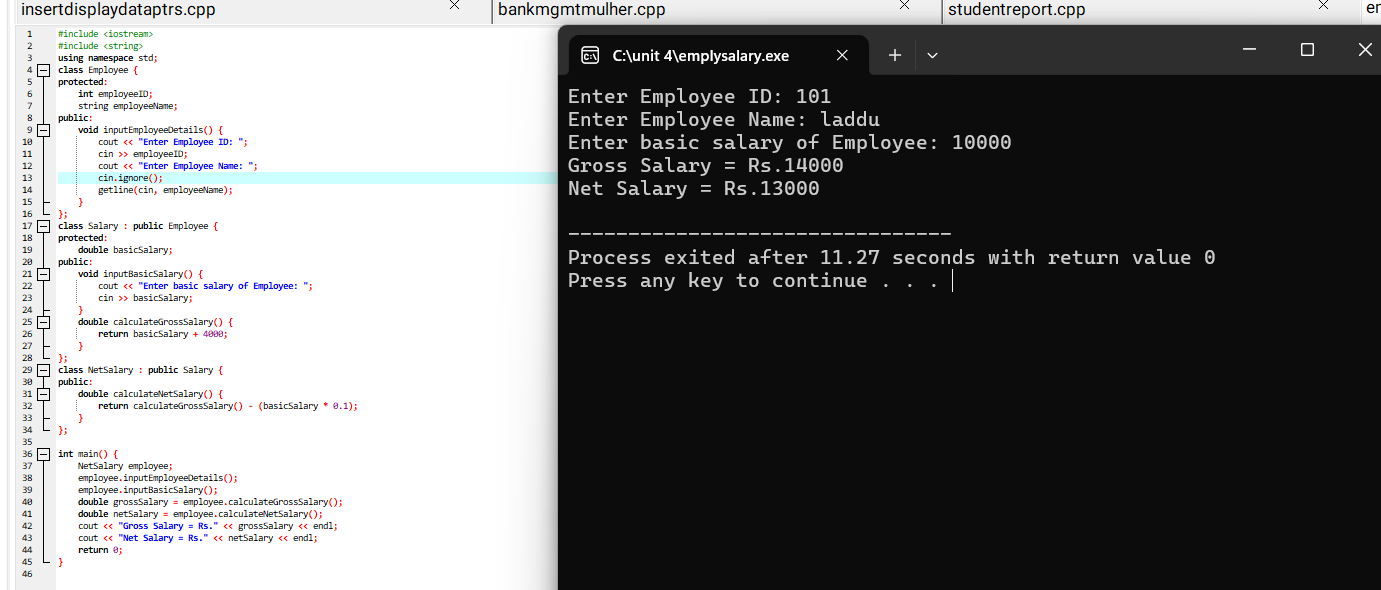 insertdisplaydataptrs.cpp
bankmgmtmulher.cpp
studentreport.cpp
1 #include <iostream>
2 #include <string>
3 using namespace std;
4 class Employee {
5 protected:
6 int employeeID;
7 string employeeName;
8 public:
9 void inputEmployeeDetails() {
10 cout << "Enter Employee ID: ";
11 cin >> employeeID;
12 cout << "Enter Employee Name: ";
13 cin.ignore();
14 getline(cin, employeeName);
15 }
16 };
17 class Salary : public Employee {
18 protected:
19 double basicSalary;
20 public:
21 void inputBasicSalary() {
22 cout << "Enter basic salary of Employee: ";
23 cin >> basicSalary;
24 }
25 double calculateGrossSalary() {
26 return basicSalary + 4000;
27 }
28 };
29 class NetSalary : public Salary {
30 public:
31 double calculateNetSalary() {
32 return calculateGrossSalary() - (basicSalary * 0.1);
33 }
34 };
35
36 int main() {
37 NetSalary employee;
38 employee.inputEmployeeDetails();
39 employee.inputBasicSalary();
40 double grossSalary = employee.calculateGrossSalary();
41 double netSalary = employee.calculateNetSalary();
42 cout << "Gross Salary = Rs." << grossSalary << endl;
43 cout << "Net Salary = Rs." << netSalary << endl;
44 return 0;
45 }
46
C:\unit 4\emplysalary.exe
Enter Employee ID: 101
Enter Employee Name: laddu
Enter basic salary of Employee: 10000
Gross Salary = Rs.14000
Net Salary = Rs.13000
--------------------------------
Process exited after 11.27 seconds with return value 0
Press any key to continue . . .